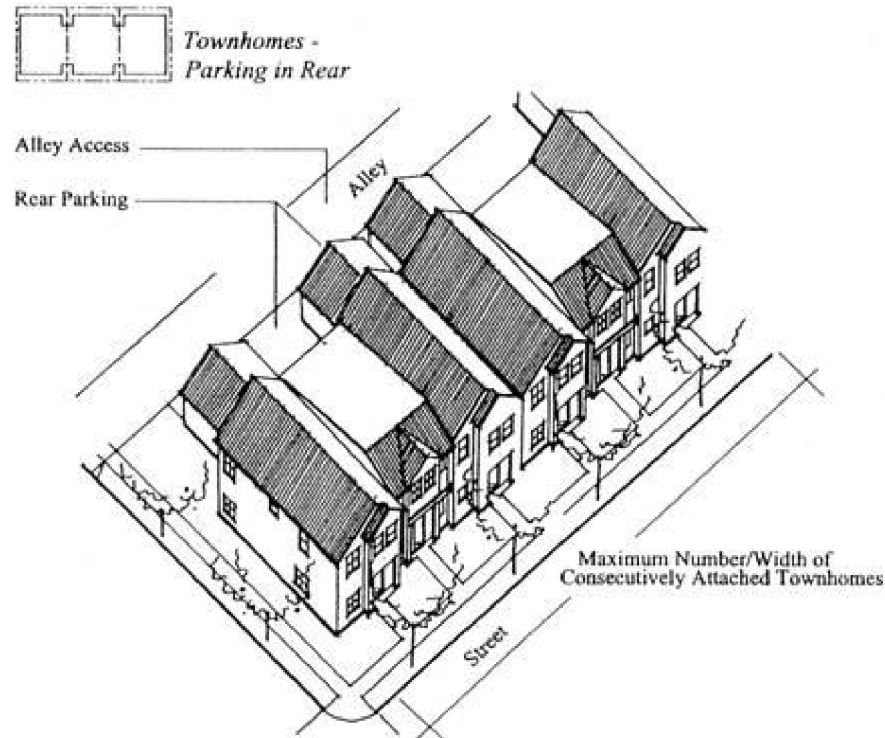 Townhomes -
Parking in Rear
Alley Access
Alley
Rear Parking
Maximum Number/Width of
Consecutively Attached Townhomes
Street